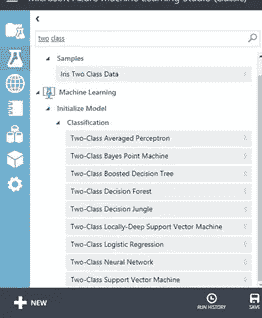 Microsoft Azure Machine Learning Studio (classic)
two class
Samples
Iris Two Class Data
Machine Learning
Initialize Model
Classification
Two-Class Averaged Perceptron
Two-Class Bayes Point Machine
Two-Class Boosted Decision Tree
Two-Class Decision Forest
Two-Class Decision Jungle
Two-Class Locally-Deep Support Vector Machine
Two-Class Logistic Regression
Two-Class Neural Network
Two-Class Support Vector Machine
NEW
RUN HISTORY
SAVE